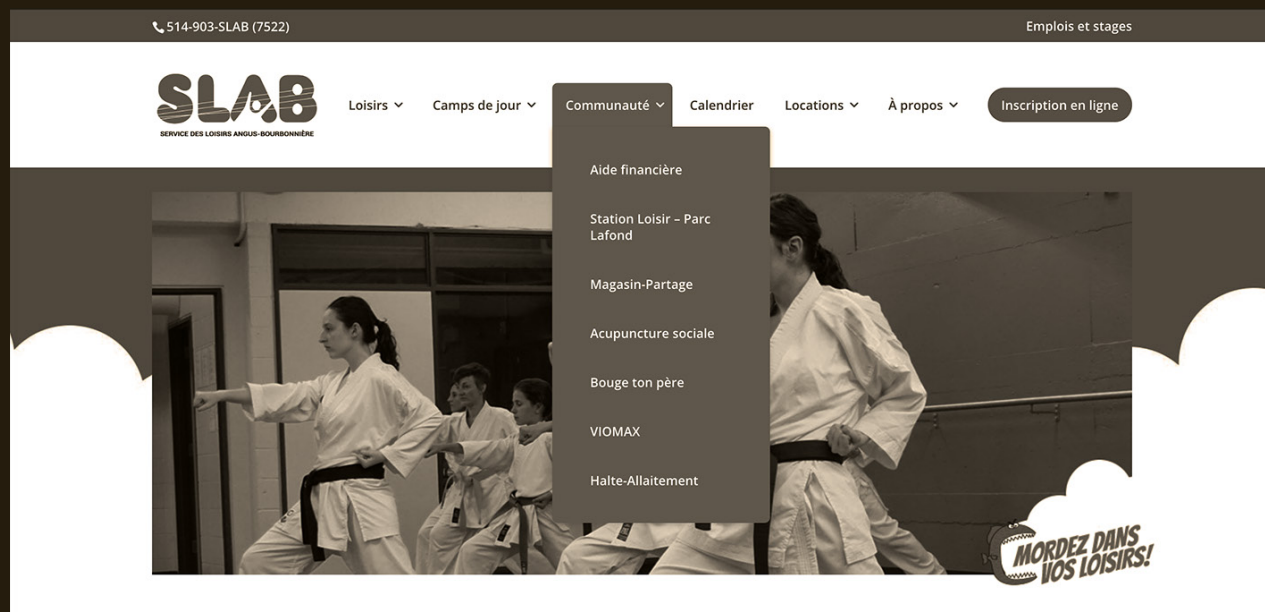 514-903-SLAB (7522)
Emplois et stages
SLAB
SERVICE DES LOISIRS ANGUS-BOURBONNIÈRE
Loisirs
Camps de jour
Communauté
Calendrier
Locations
À propos
Inscription en ligne
Aide financière
Station Loisir – Parc
Lafond
Magasin-Partage
Acupuncture sociale
Bouge ton père
VIOMAX
Halte-Allaitement
MORDEZ DANS
VOS LOISIRS!